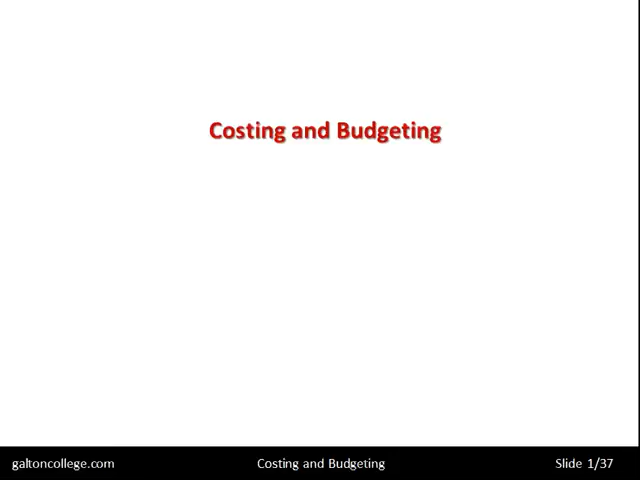 Costing and Budgeting
galtoncollege.com
Costing and Budgeting
Slide 1/37